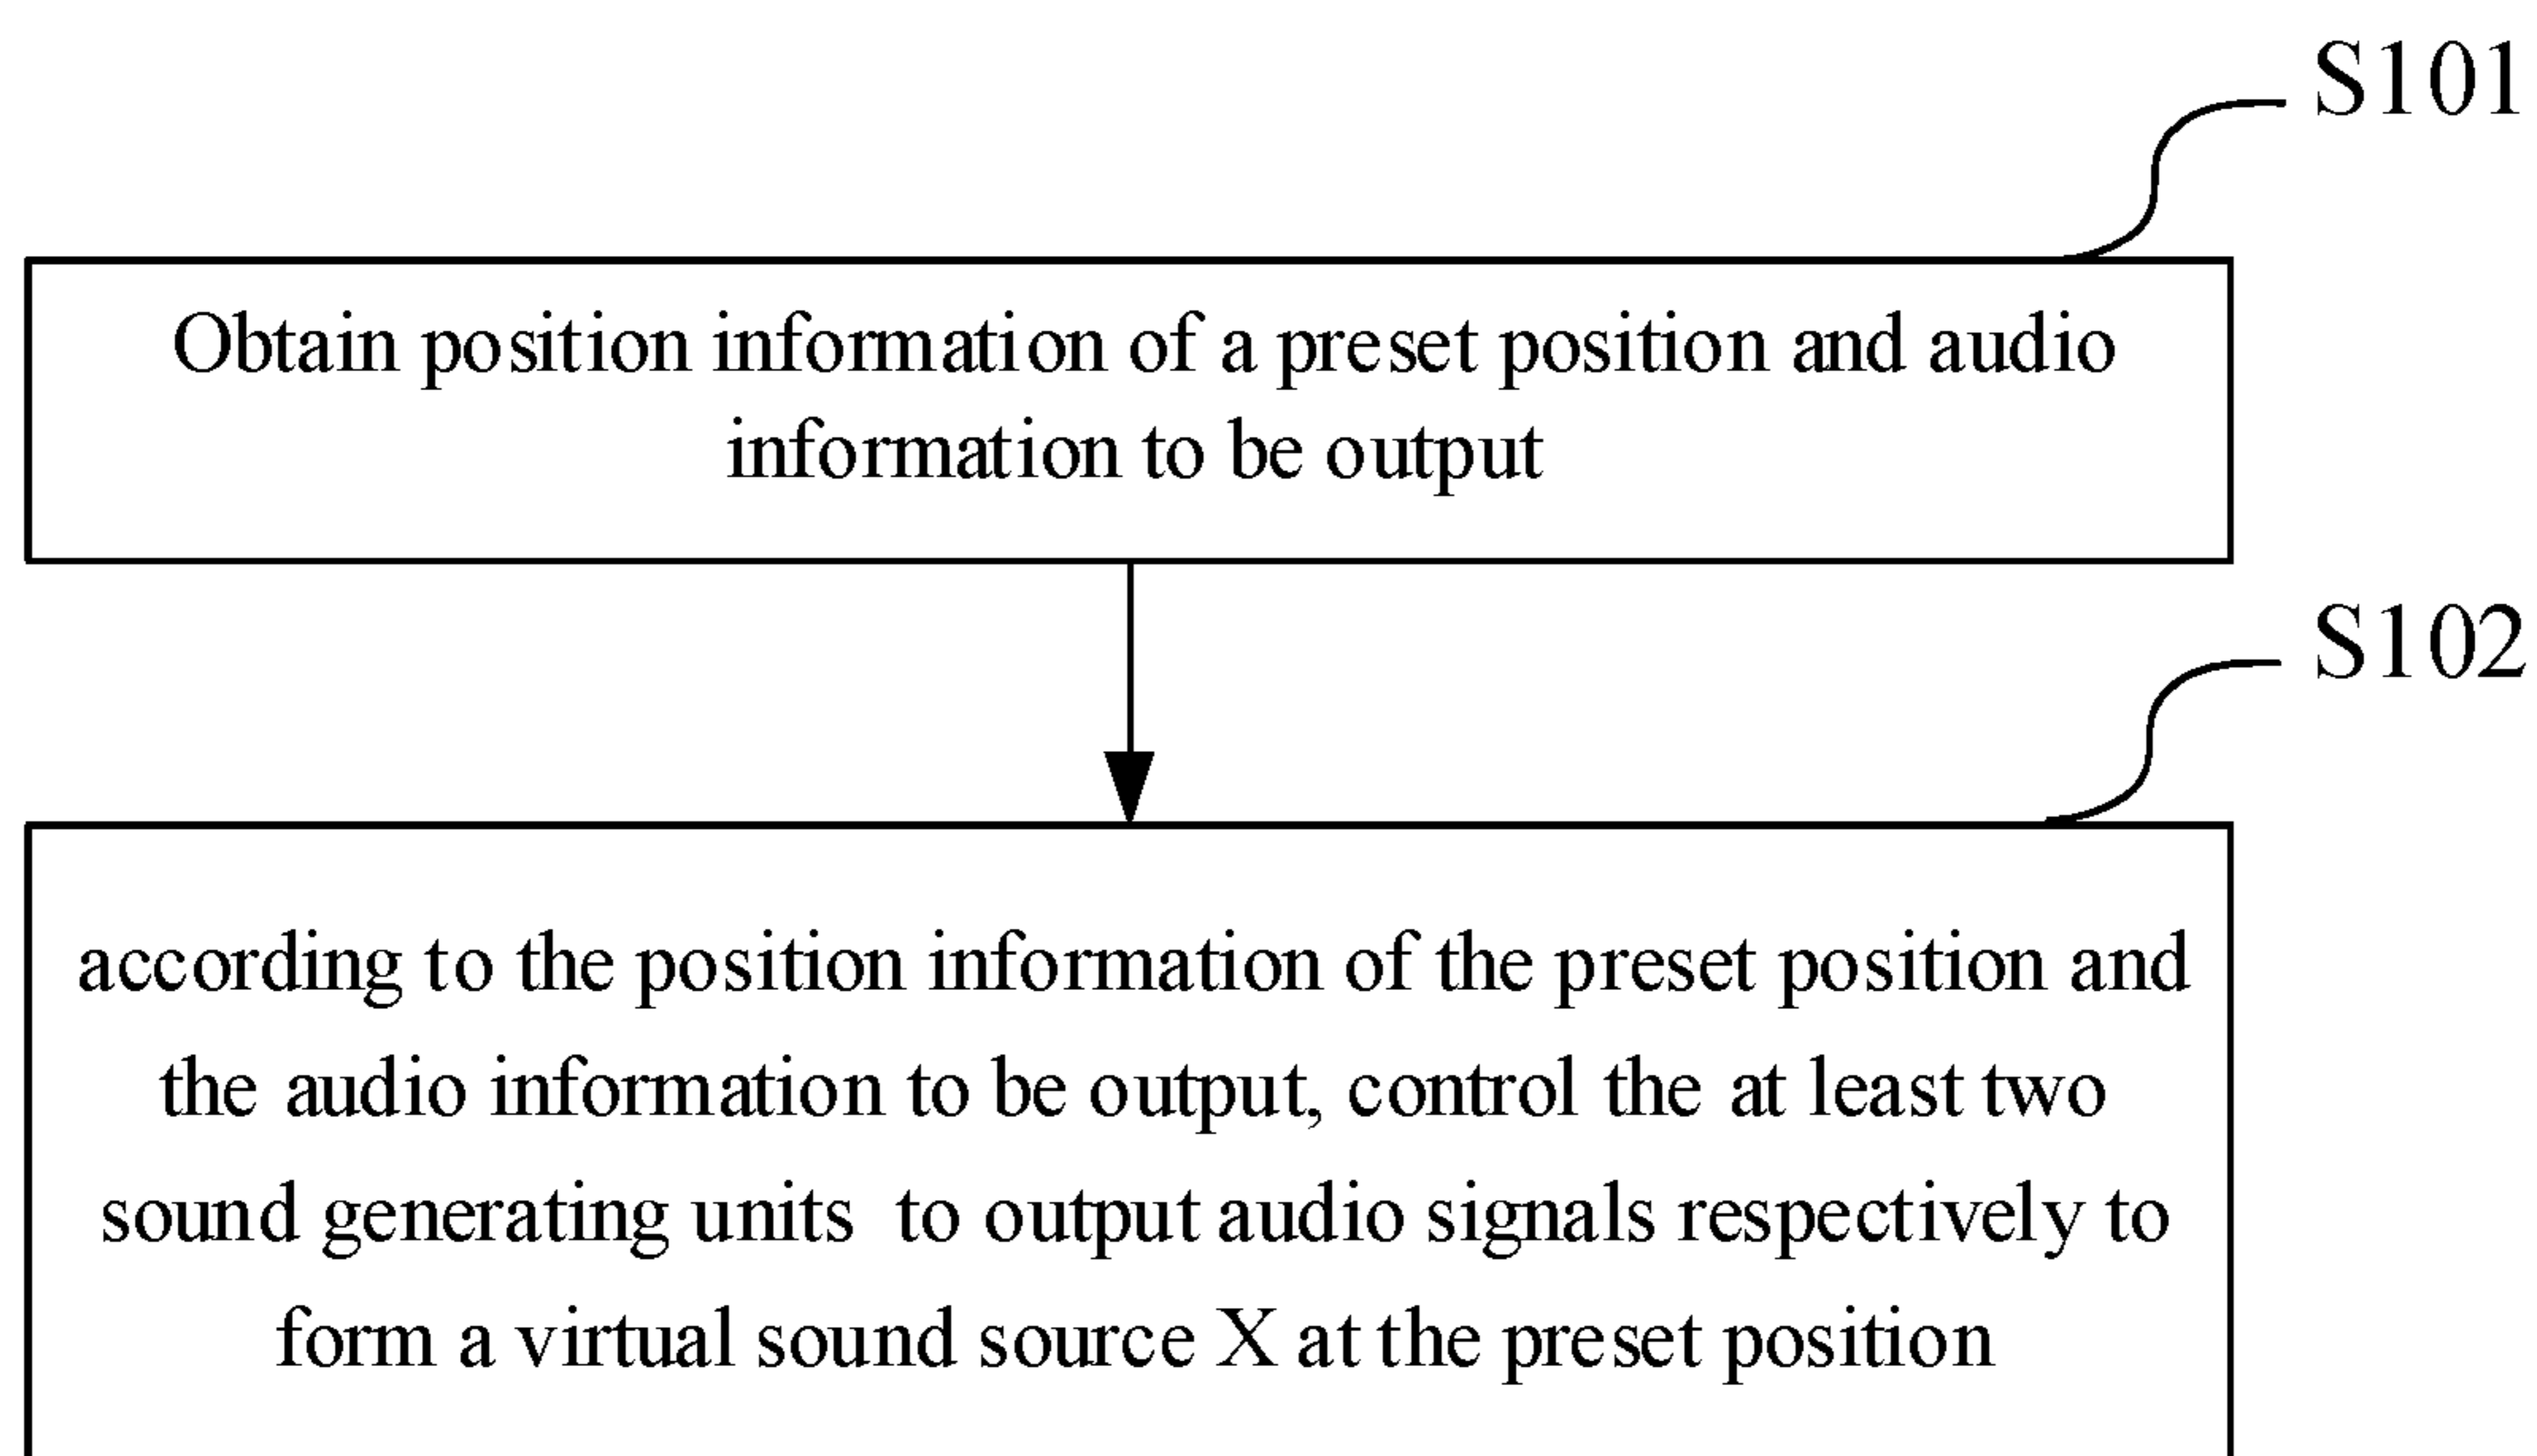 S101
Obtain position information of a preset position and audio
information to be output
S102
according to the position information of the preset position and
the audio information to be output, control the at least two
sound generating units to output audio signals respectively to
form a virtual sound source X at the preset position